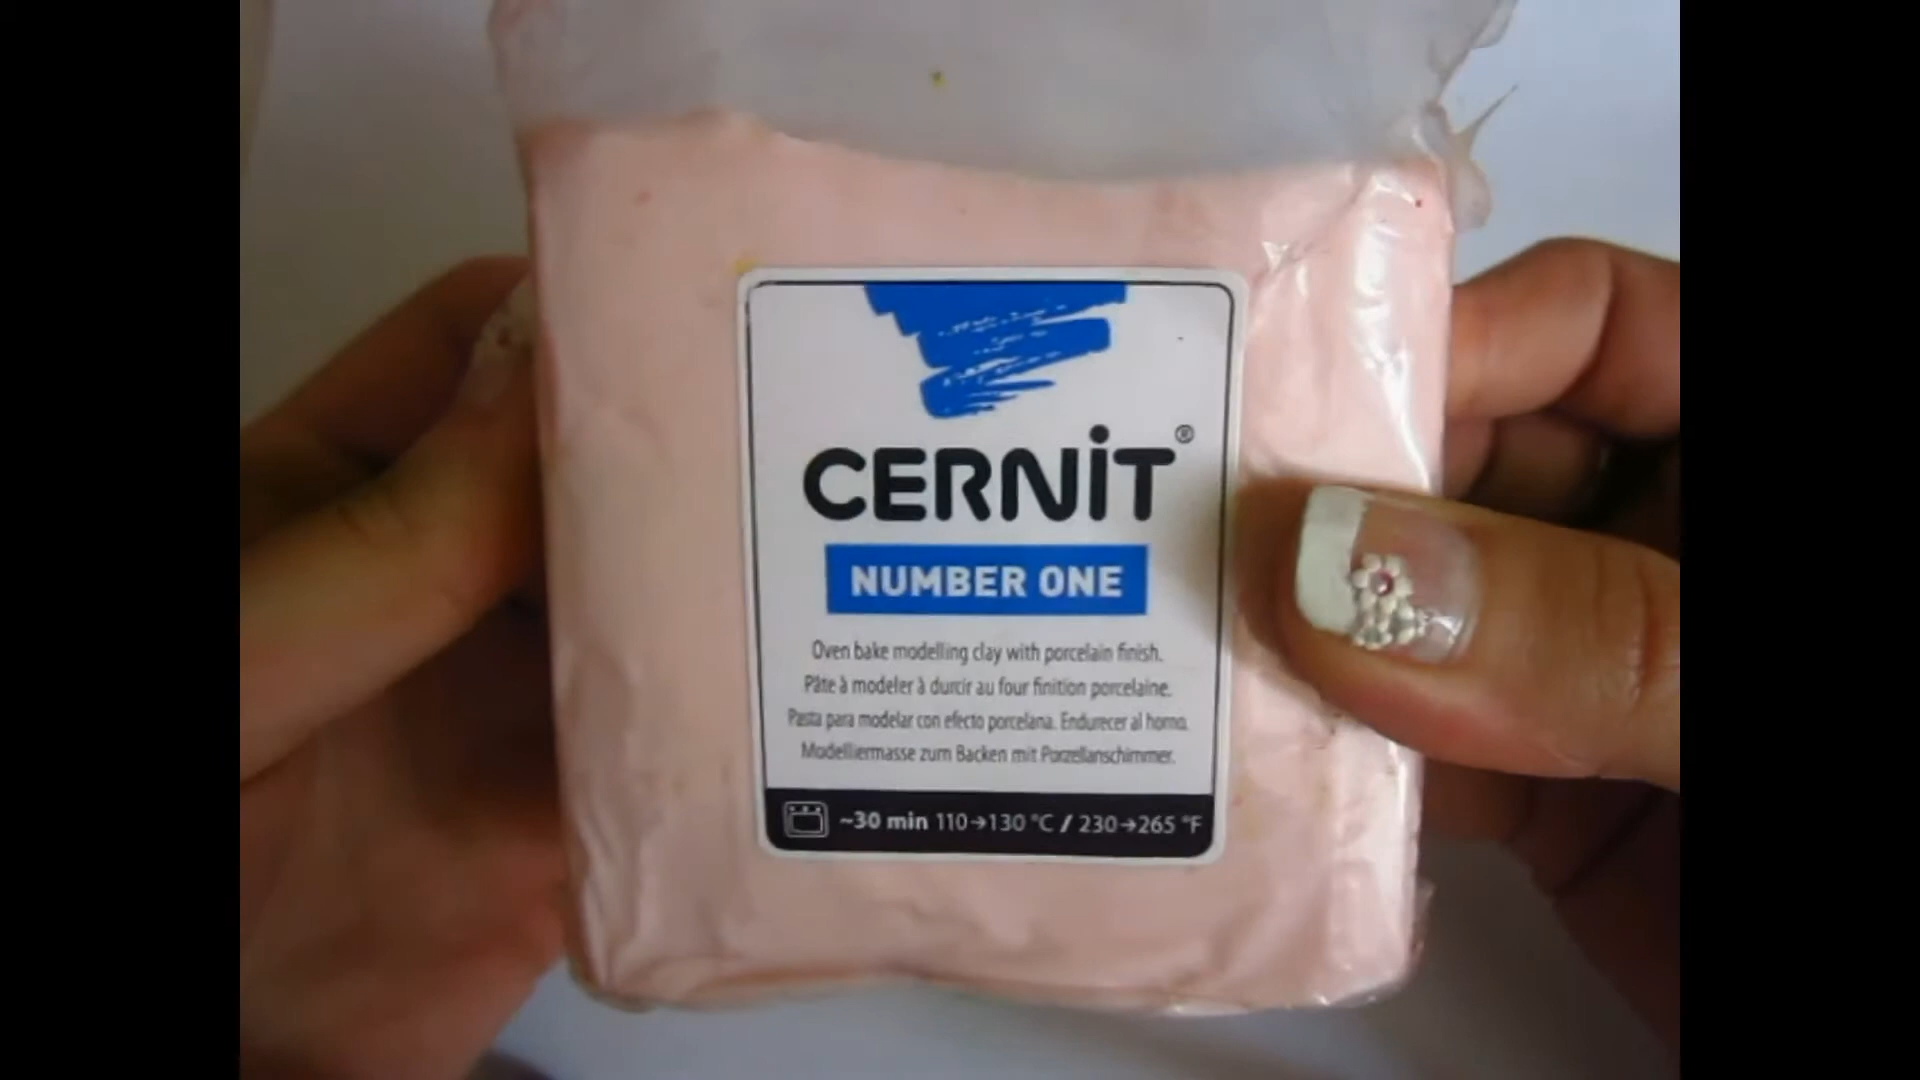 CERNiT®
NUMBER ONE
Oven bake modelling clay with porcelain finish.
Pâte à modeler à durcir au four finition porcelaine.
Pasta para modelar con efecto porcelana. Endurecer al horno.
Modelliermasse zum Backen mit Porzellanschimmer.
~30 min 110→130 °C / 230→265 °F